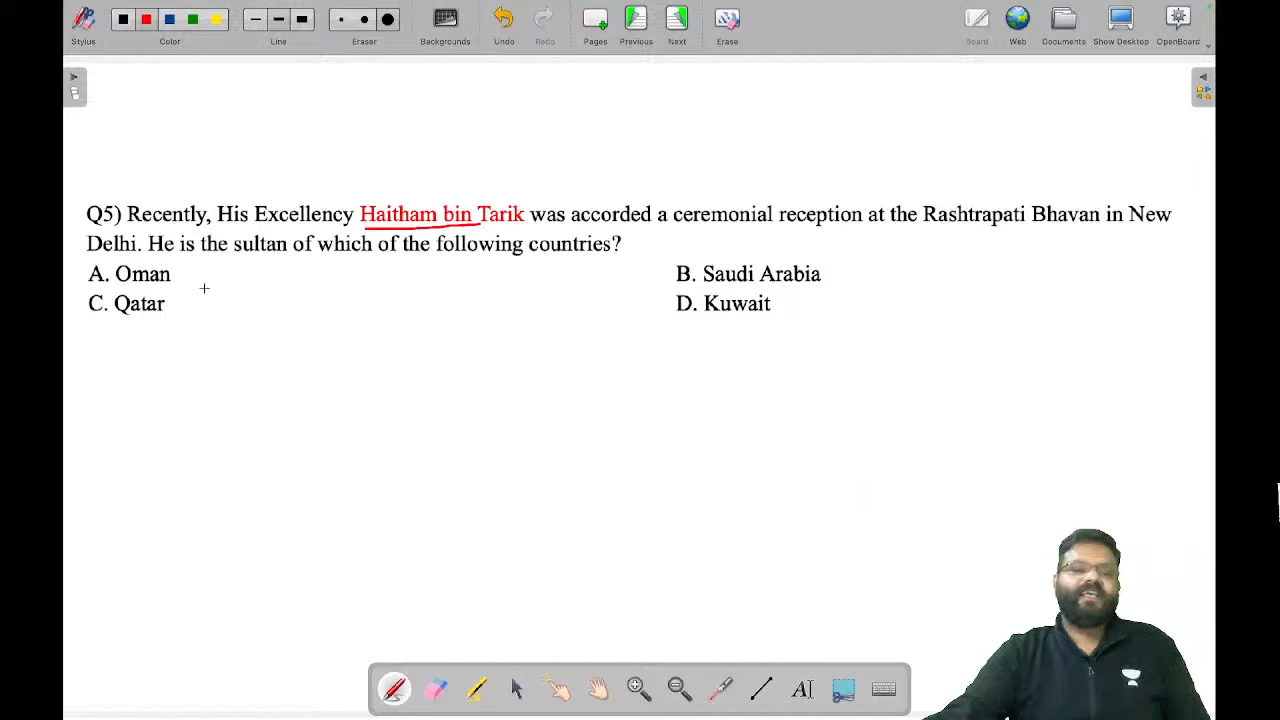 Stylus Color Line Eraser Backgrounds Undo Redo Pages Previous Next Erase Board Web Documents Show Desktop OpenBoard
Q5) Recently, His Excellency Haitham bin Tarik was accorded a ceremonial reception at the Rashtrapati Bhavan in New
Delhi. He is the sultan of which of the following countries?
A. Oman B. Saudi Arabia
C. Qatar D. Kuwait